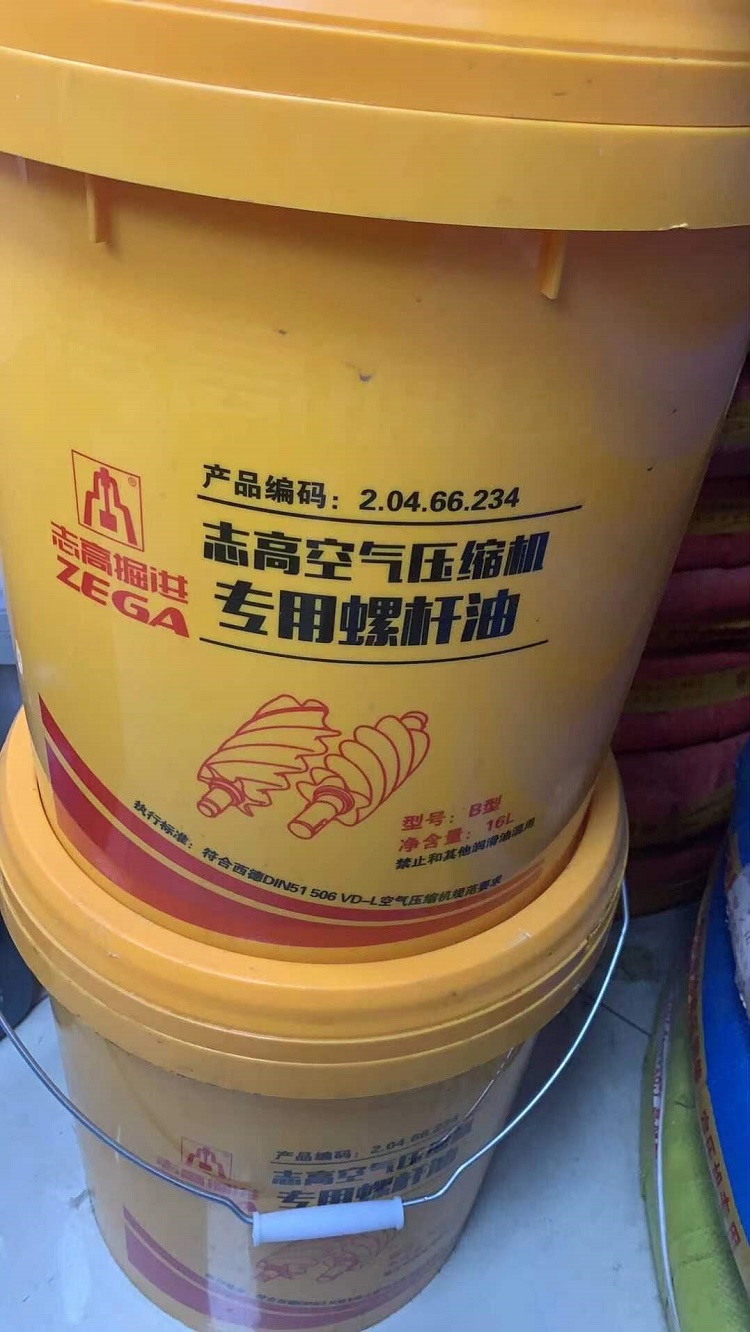 产品编码：2.04.66.234
志高空气压缩机
专用螺杆油
志高掘进
ZEGA
型号：B型
净含量：16L
禁止和其他润滑油混用
执行标准：符合西德DIN51 506 VD-L空气压缩机规范要求
产品编码：2.04.66.234
志高空气压缩机
专用螺杆油
志高掘进